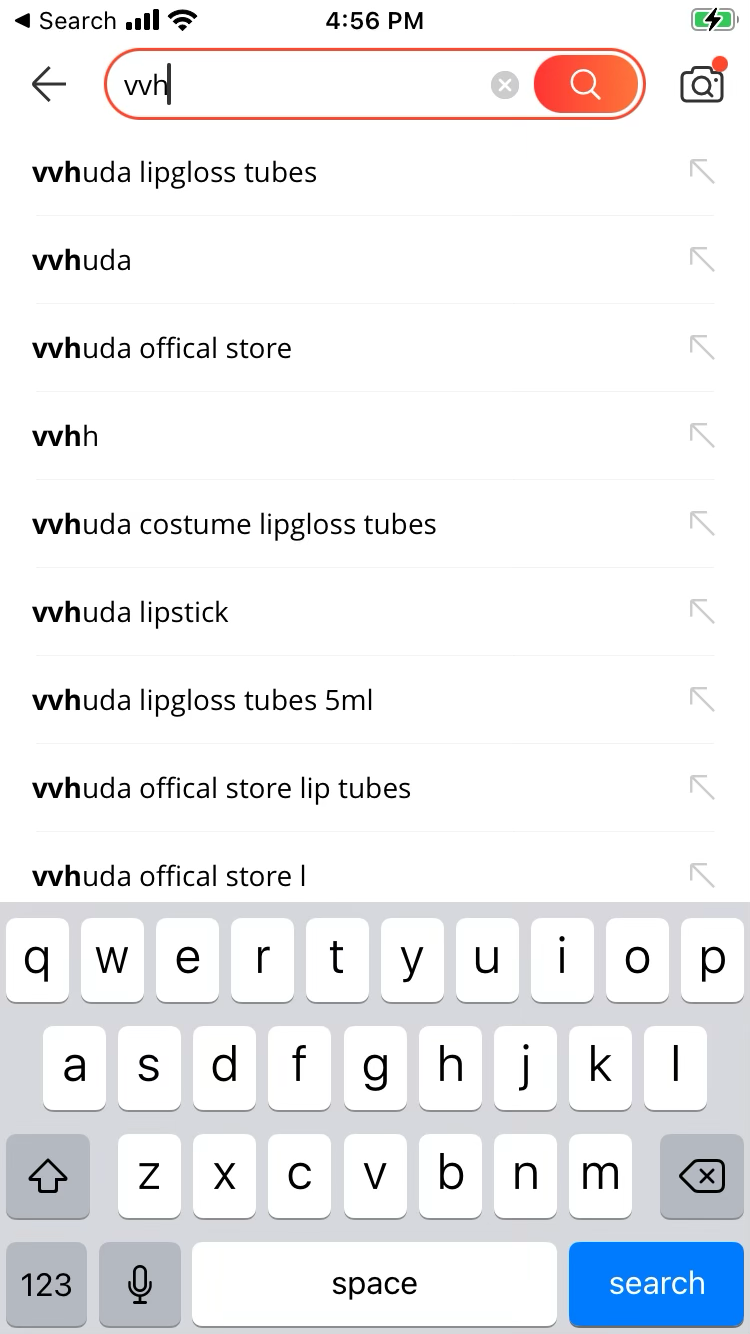 ◀ Search 4:56 PM
vvh
vvhuda lipgloss tubes
vvhuda
vvhuda offical store
vvhh
vvhuda costume lipgloss tubes
vvhuda lipstick
vvhuda lipgloss tubes 5ml
vvhuda offical store lip tubes
vvhuda offical store l
q w e r t y u i o p
a s d f g h j k l
z x c v b n m
123 space search